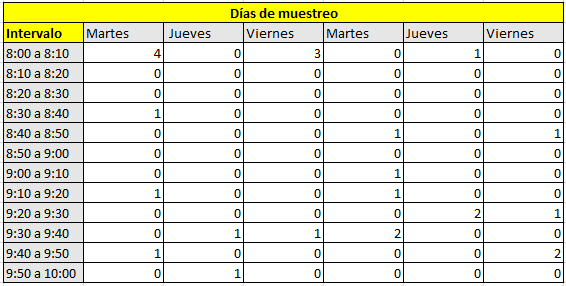 Días de muestreo
Intervalo Martes Jueves Viernes Martes Jueves Viernes
8:00 a 8:10 4 0 3 0 1 0
8:10 a 8:20 0 0 0 0 0 0
8:20 a 8:30 0 0 0 0 0 0
8:30 a 8:40 1 0 0 0 0 0
8:40 a 8:50 0 0 0 1 0 1
8:50 a 9:00 0 0 0 0 0 0
9:00 a 9:10 0 0 0 1 0 0
9:10 a 9:20 1 0 0 1 0 0
9:20 a 9:30 0 0 0 0 2 1
9:30 a 9:40 0 1 1 2 0 0
9:40 a 9:50 1 0 0 0 0 2
9:50 a 10:00 0 1 0 0 0 0